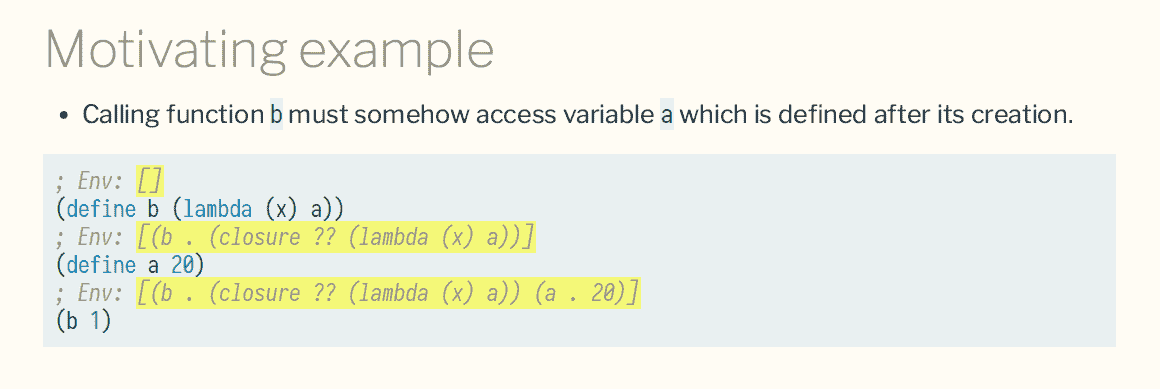 Motivating example
• Calling function b must somehow access variable a which is defined after its creation.
; Env: []
(define b (lambda (x) a))
; Env: [(b . (closure ?? (lambda (x) a))]
(define a 20)
; Env: [(b . (closure ?? (lambda (x) a)) (a . 20)]
(b 1)